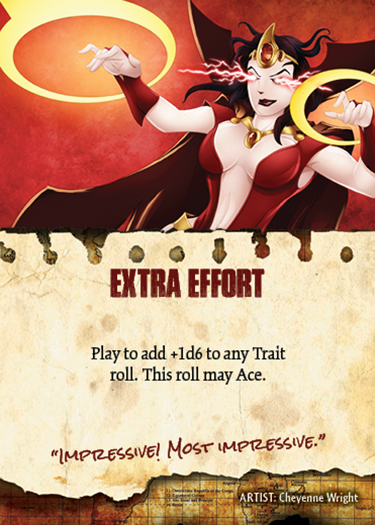 EXTRA EFFORT
Play to add +1d6 to any Trait
roll. This roll may Ace.
“Impressive! Most impressive.”
ARTIST: Cheyenne Wright